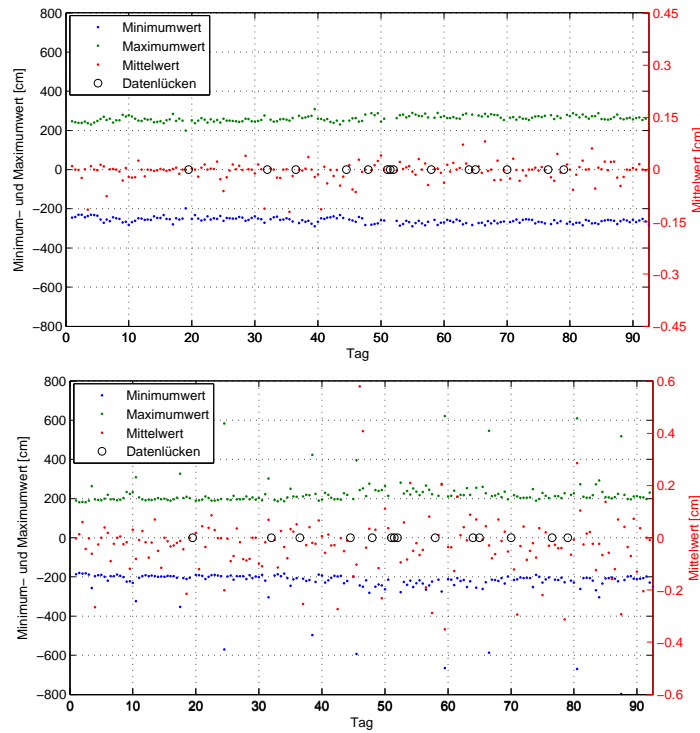 800
600
400
200
0
−200
−400
−600
−800
0.45
0.3
0.15
0
−0.15
−0.3
−0.45
0 10 20 30 40 50 60 70 80 90
Tag
Minimum− und Maximumwert [cm]
Mittelwert [cm]
Minimumwert
Maximumwert
Mittelwert
Datenlücken
800
600
400
200
0
−200
−400
−600
−800
0.6
0.4
0.2
0
−0.2
−0.4
−0.6
0 10 20 30 40 50 60 70 80 90
Tag
Minimum− und Maximumwert [cm]
Mittelwert [cm]
Minimumwert
Maximumwert
Mittelwert
Datenlücken